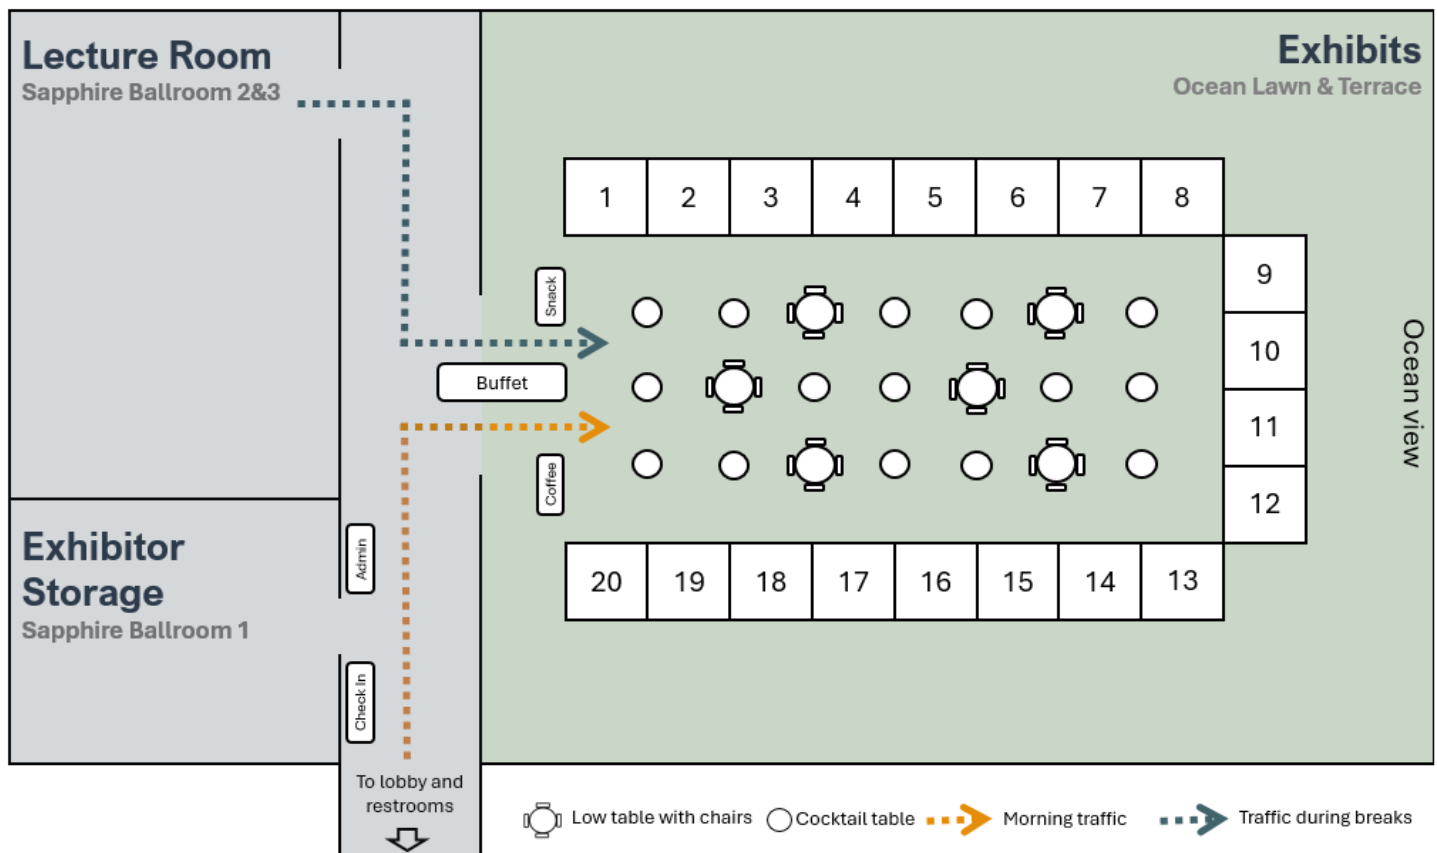 Lecture Room
Sapphire Ballroom 2&3
Exhibits
Ocean Lawn & Terrace
1 2 3 4 5 6 7 8
9
10
11
12
Snack
Buffet
Coffee
Ocean view
20 19 18 17 16 15 14 13
Exhibitor
Storage
Sapphire Ballroom 1
Admin
Check In
To lobby and
restrooms
Low table with chairs
Cocktail table
Morning traffic
Traffic during breaks